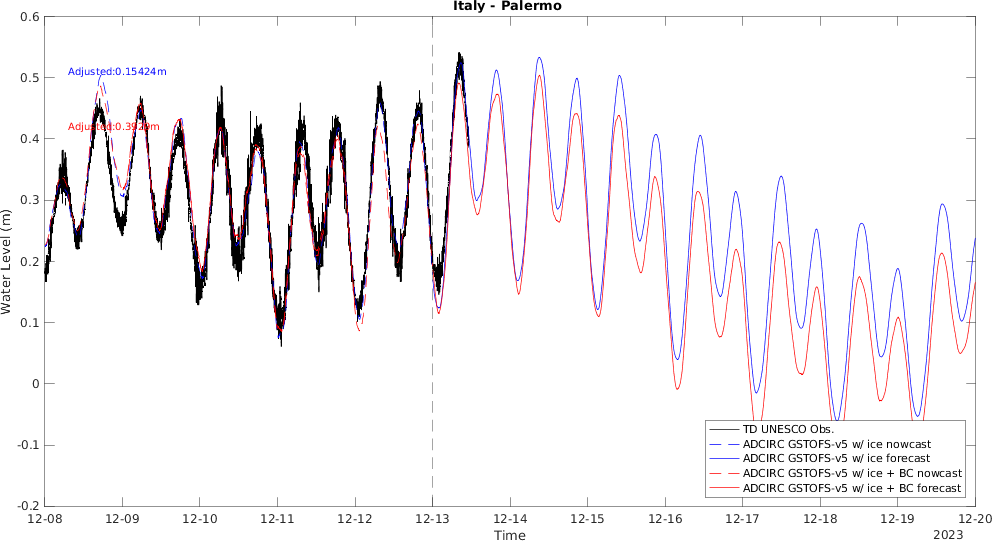 Italy - Palermo
0.6
0.5
0.4
0.3
0.2
0.1
0
-0.1
-0.2
Water Level (m)
Adjusted:0.15424m
Adjusted:0.3929m
TD UNESCO Obs.
ADCIRC GSTOFS-v5 w/ ice nowcast
ADCIRC GSTOFS-v5 w/ ice forecast
ADCIRC GSTOFS-v5 w/ ice + BC nowcast
ADCIRC GSTOFS-v5 w/ ice + BC forecast
12-08 12-09 12-10 12-11 12-12 12-13 12-14 12-15 12-16 12-17 12-18 12-19 12-20
Time
2023